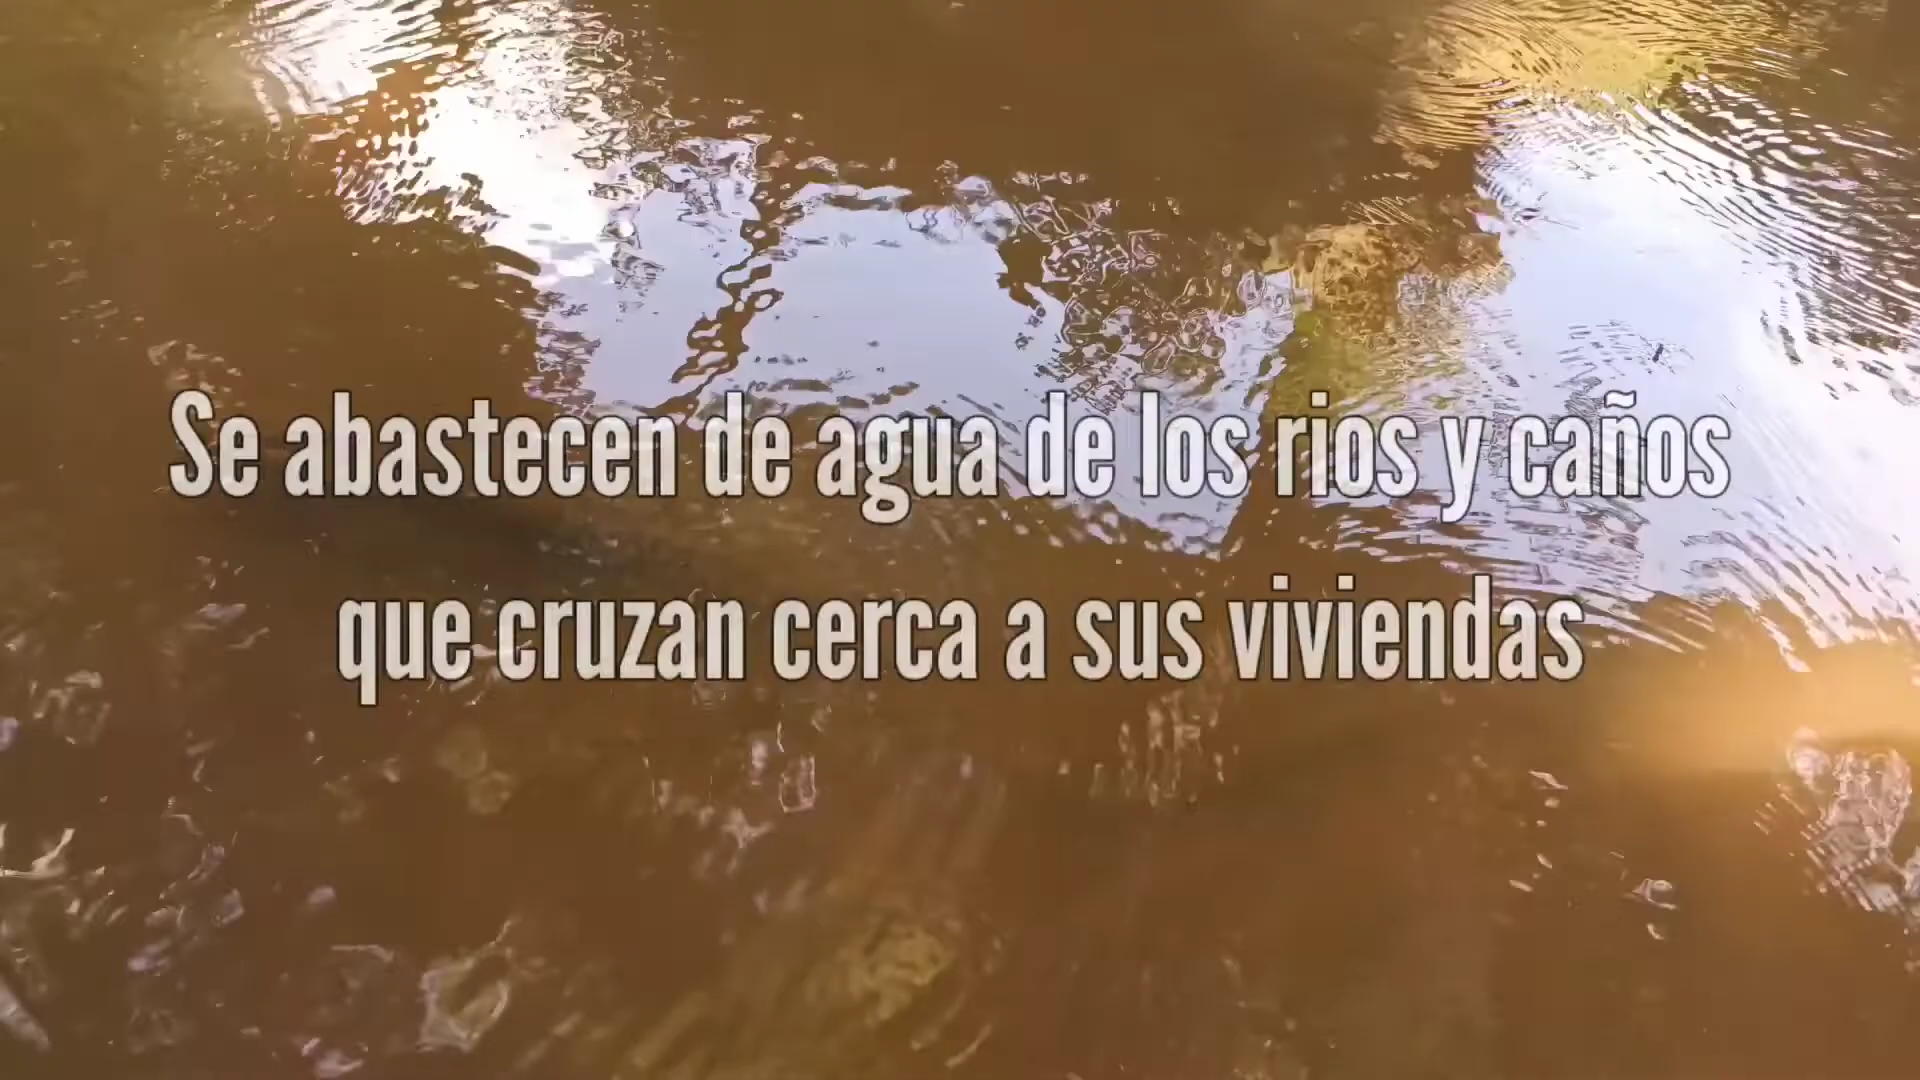 Se abastecen de agua de los rios y caños
que cruzan cerca a sus viviendas